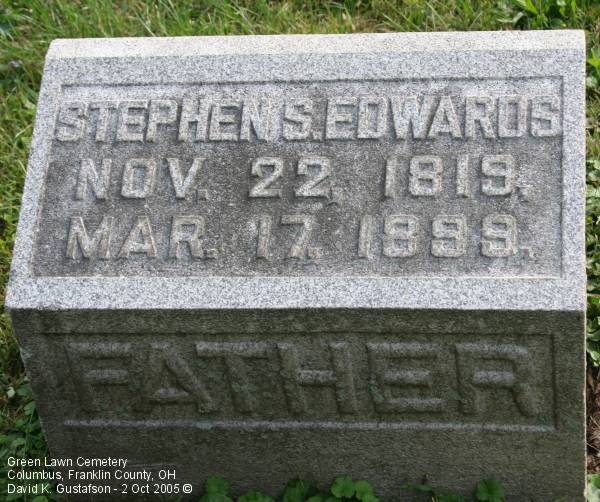 STEPHEN S. EDWARDS
NOV. 22, 1819.
MAR. 17, 1899.
FATHER
Green Lawn Cemetery
Columbus, Franklin County, OH
David K. Gustafson - 2 Oct 2005 ©